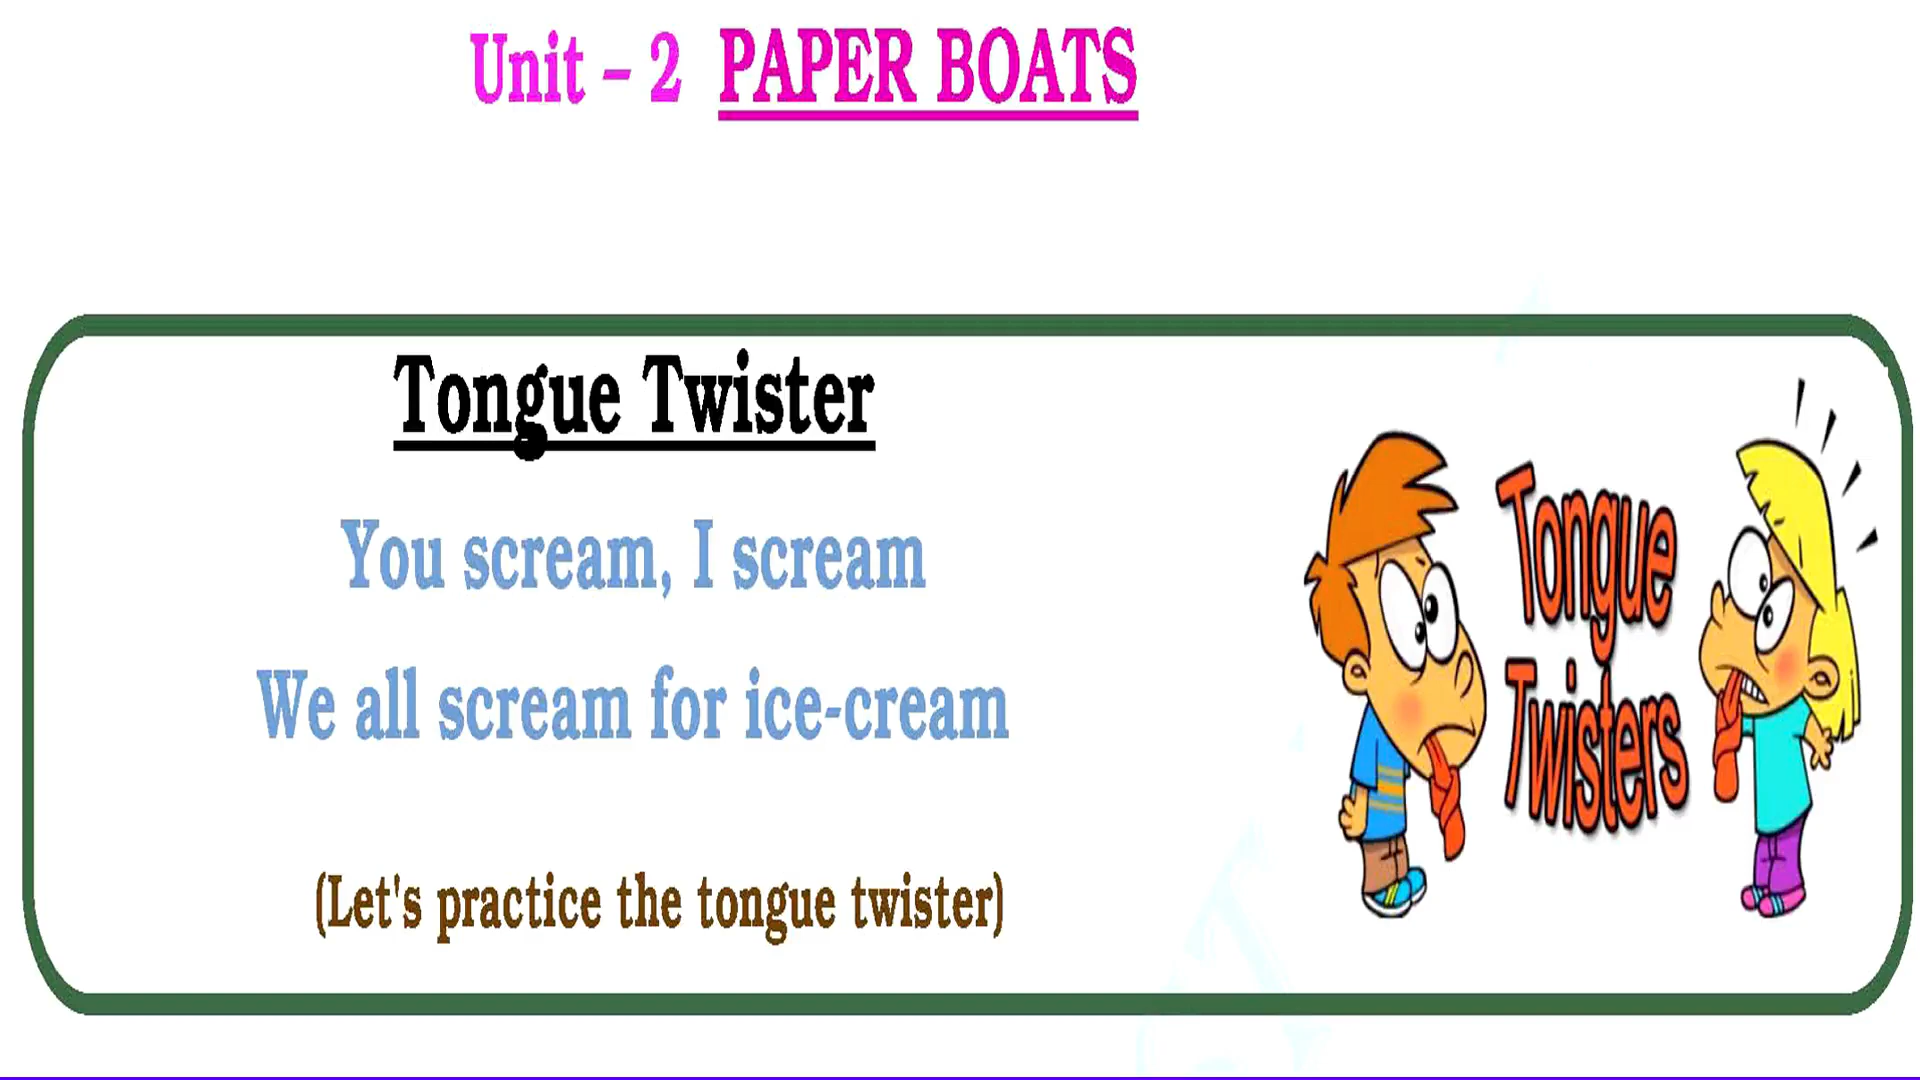 Unit – 2 PAPER BOATS
Tongue Twister
You scream, I scream
We all scream for ice-cream
(Let's practice the tongue twister)
Tongue
Twisters